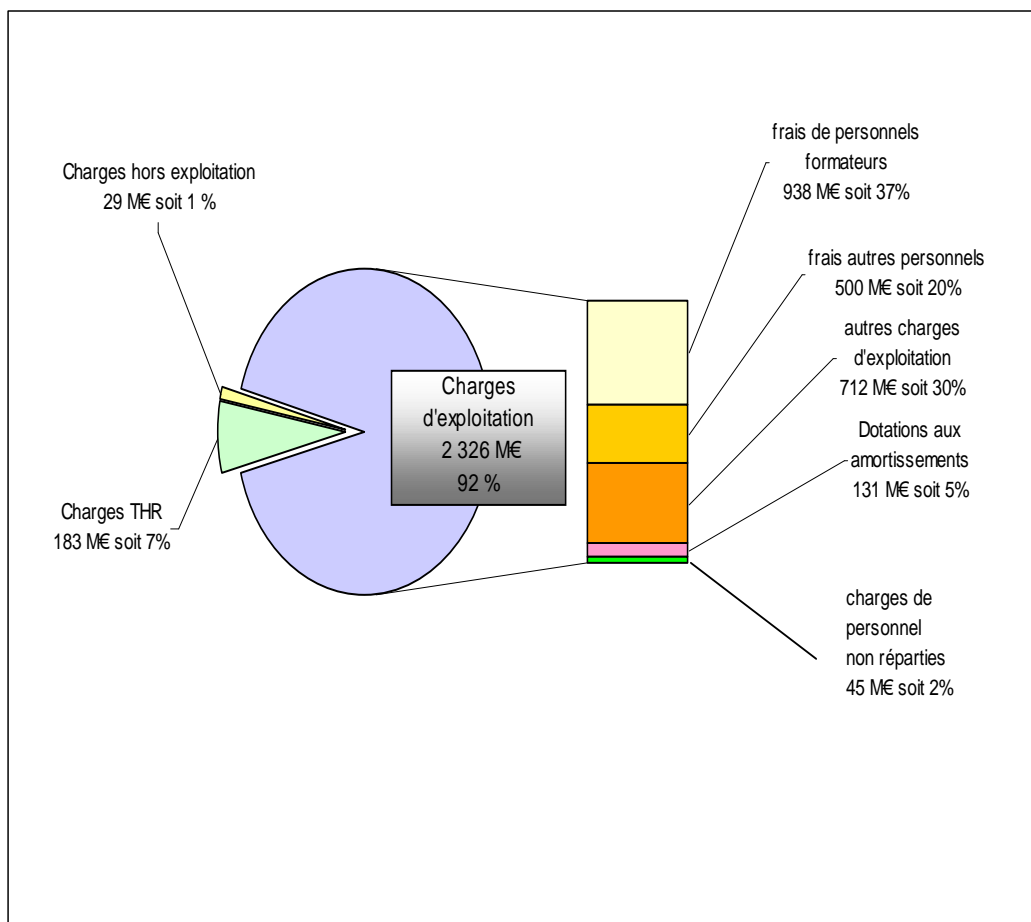 Charges hors exploitation
29 M€ soit 1 %
Charges THR
183 M€ soit 7%
Charges
d'exploitation
2 326 M€
92 %
frais de personnels
formateurs
938 M€ soit 37%
frais autres personnels
500 M€ soit 20%
autres charges
d'exploitation
712 M€ soit 30%
Dotations aux
amortissements
131 M€ soit 5%
charges de
personnel
non réparties
45 M€ soit 2%